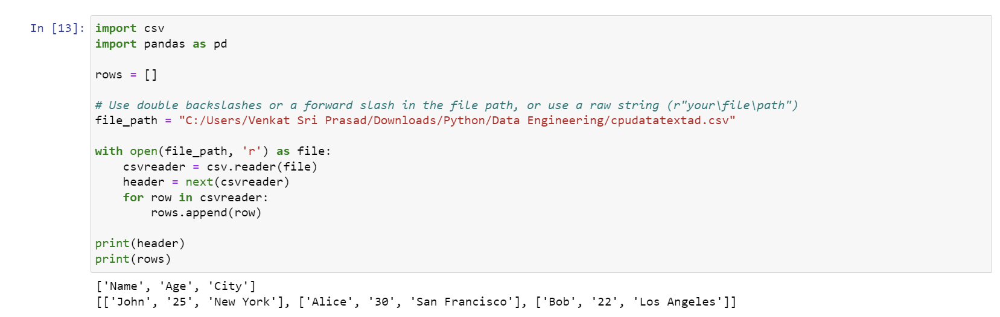 In [13]:
import csv
import pandas as pd
rows = []
# Use double backslashes or a forward slash in the file path, or use a raw string (r"your\file\path")
file_path = "C:/Users/Venkat Sri Prasad/Downloads/Python/Data Engineering/cpudatatextad.csv"
with open(file_path, 'r') as file:
    csvreader = csv.reader(file)
    header = next(csvreader)
    for row in csvreader:
        rows.append(row)
print(header)
print(rows)
['Name', 'Age', 'City']
[['John', '25', 'New York'], ['Alice', '30', 'San Francisco'], ['Bob', '22', 'Los Angeles']]